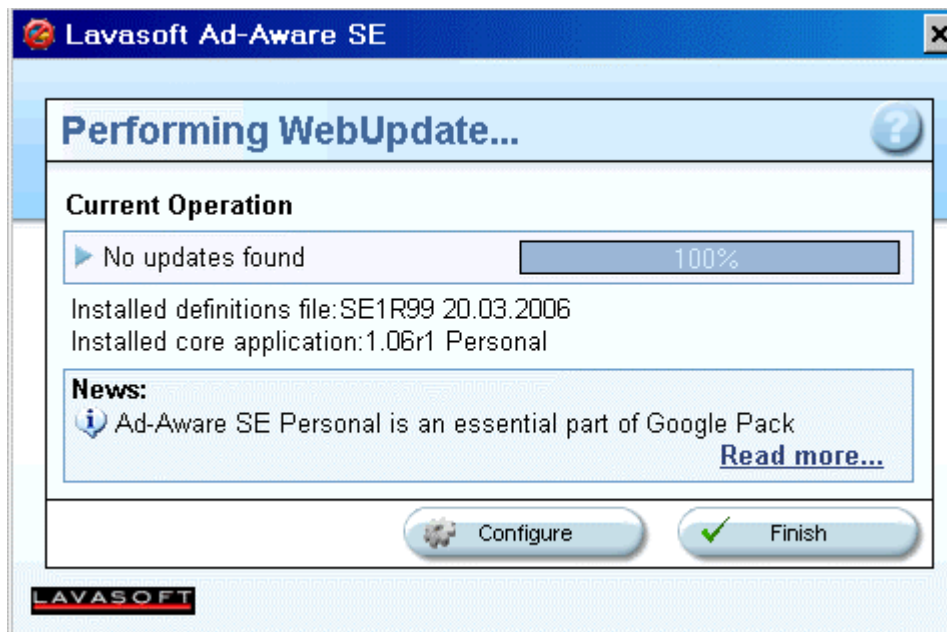 Lavasoft Ad-Aware SE
Performing WebUpdate...
Current Operation
No updates found
100%
Installed definitions file:SE1R99 20.03.2006
Installed core application:1.06r1 Personal
News:
Ad-Aware SE Personal is an essential part of Google Pack
Read more...
Configure
Finish
LAVASOFT